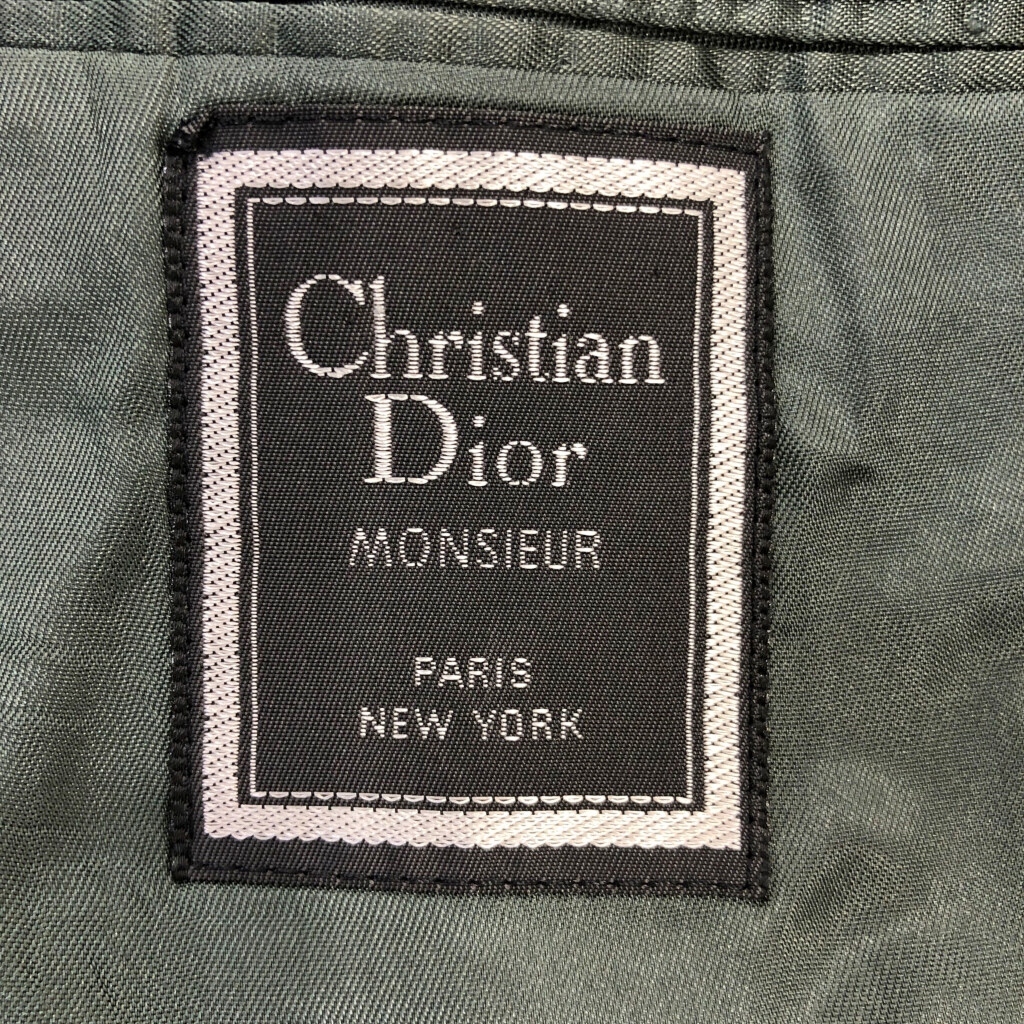 Christian
Dior
MONSIEUR
PARIS
NEW YORK